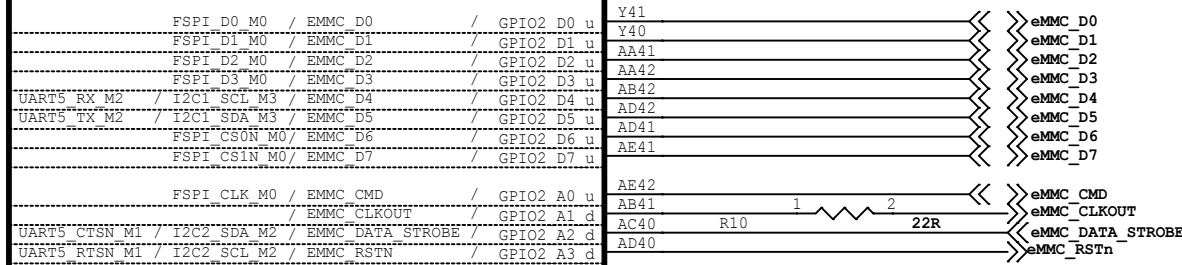 FSPI_D0_M0 / EMMC_D0 / GPIO2_D0_u Y41 eMMC_D0
FSPI_D1_M0 / EMMC_D1 / GPIO2_D1_u Y40 eMMC_D1
FSPI_D2_M0 / EMMC_D2 / GPIO2_D2_u AA41 eMMC_D2
FSPI_D3_M0 / EMMC_D3 / GPIO2_D3_u AA42 eMMC_D3
UART5_RX_M2 / I2C1_SCL_M3 / EMMC_D4 / GPIO2_D4_u AB42 eMMC_D4
UART5_TX_M2 / I2C1_SDA_M3 / EMMC_D5 / GPIO2_D5_u AD42 eMMC_D5
FSPI_CS0N_M0/ EMMC_D6 / GPIO2_D6_u AD41 eMMC_D6
FSPI_CS1N_M0/ EMMC_D7 / GPIO2_D7_u AE41 eMMC_D7
FSPI_CLK_M0 / EMMC_CMD / GPIO2_A0_u AE42 eMMC_CMD
/ EMMC_CLKOUT / GPIO2_A1_d AB41 1 2 eMMC_CLKOUT
UART5_CTSN_M1 / I2C2_SDA_M2 / EMMC_DATA_STROBE / GPIO2_A2_d AC40 R10 22R eMMC_DATA_STROBE
UART5_RTSN_M1 / I2C2_SCL_M2 / EMMC_RSTN / GPIO2_A3_d AD40 eMMC_RSTn